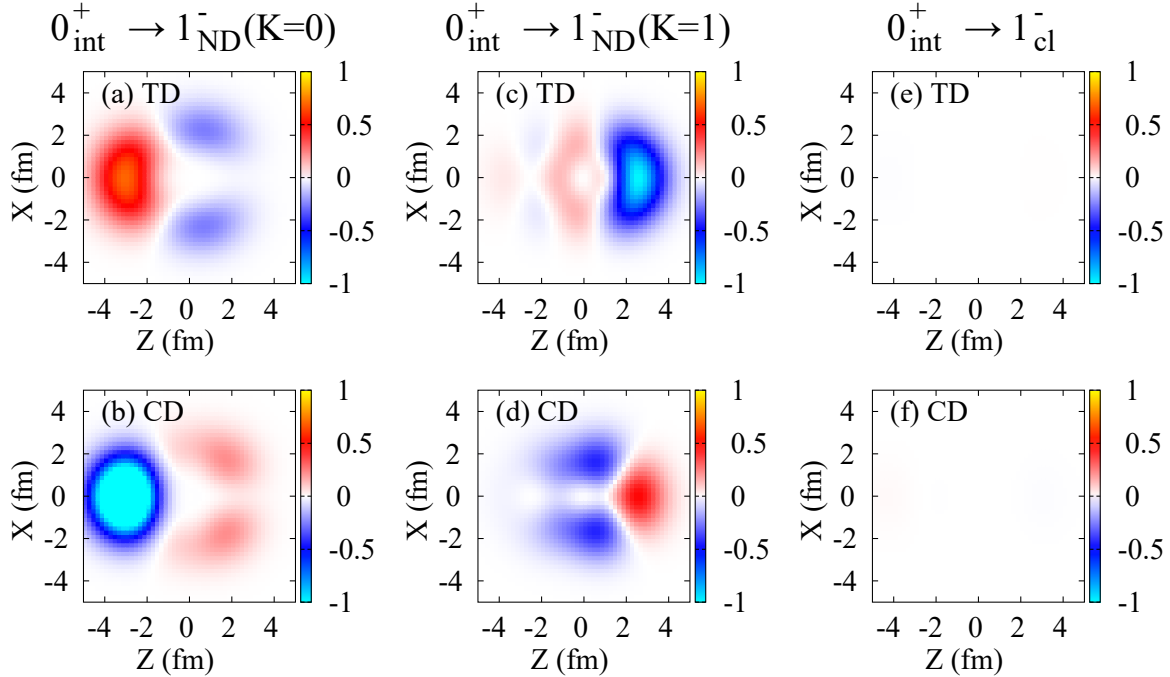 0+int → 1-ND(K=0) 0+int → 1-ND(K=1) 0+int → 1-cl
(a) TD (c) TD (e) TD
4 1 4 1 4 1
2 0.5 2 0.5 2 0.5
X (fm) 0 0 X (fm) 0 0 X (fm) 0 0
-2 -0.5 -2 -0.5 -2 -0.5
-4 -1 -4 -1 -4 -1
-4 -2 0 2 4 -4 -2 0 2 4 -4 -2 0 2 4
Z (fm) Z (fm) Z (fm)
(b) CD (d) CD (f) CD
4 1 4 1 4 1
2 0.5 2 0.5 2 0.5
X (fm) 0 0 X (fm) 0 0 X (fm) 0 0
-2 -0.5 -2 -0.5 -2 -0.5
-4 -1 -4 -1 -4 -1
-4 -2 0 2 4 -4 -2 0 2 4 -4 -2 0 2 4
Z (fm) Z (fm) Z (fm)